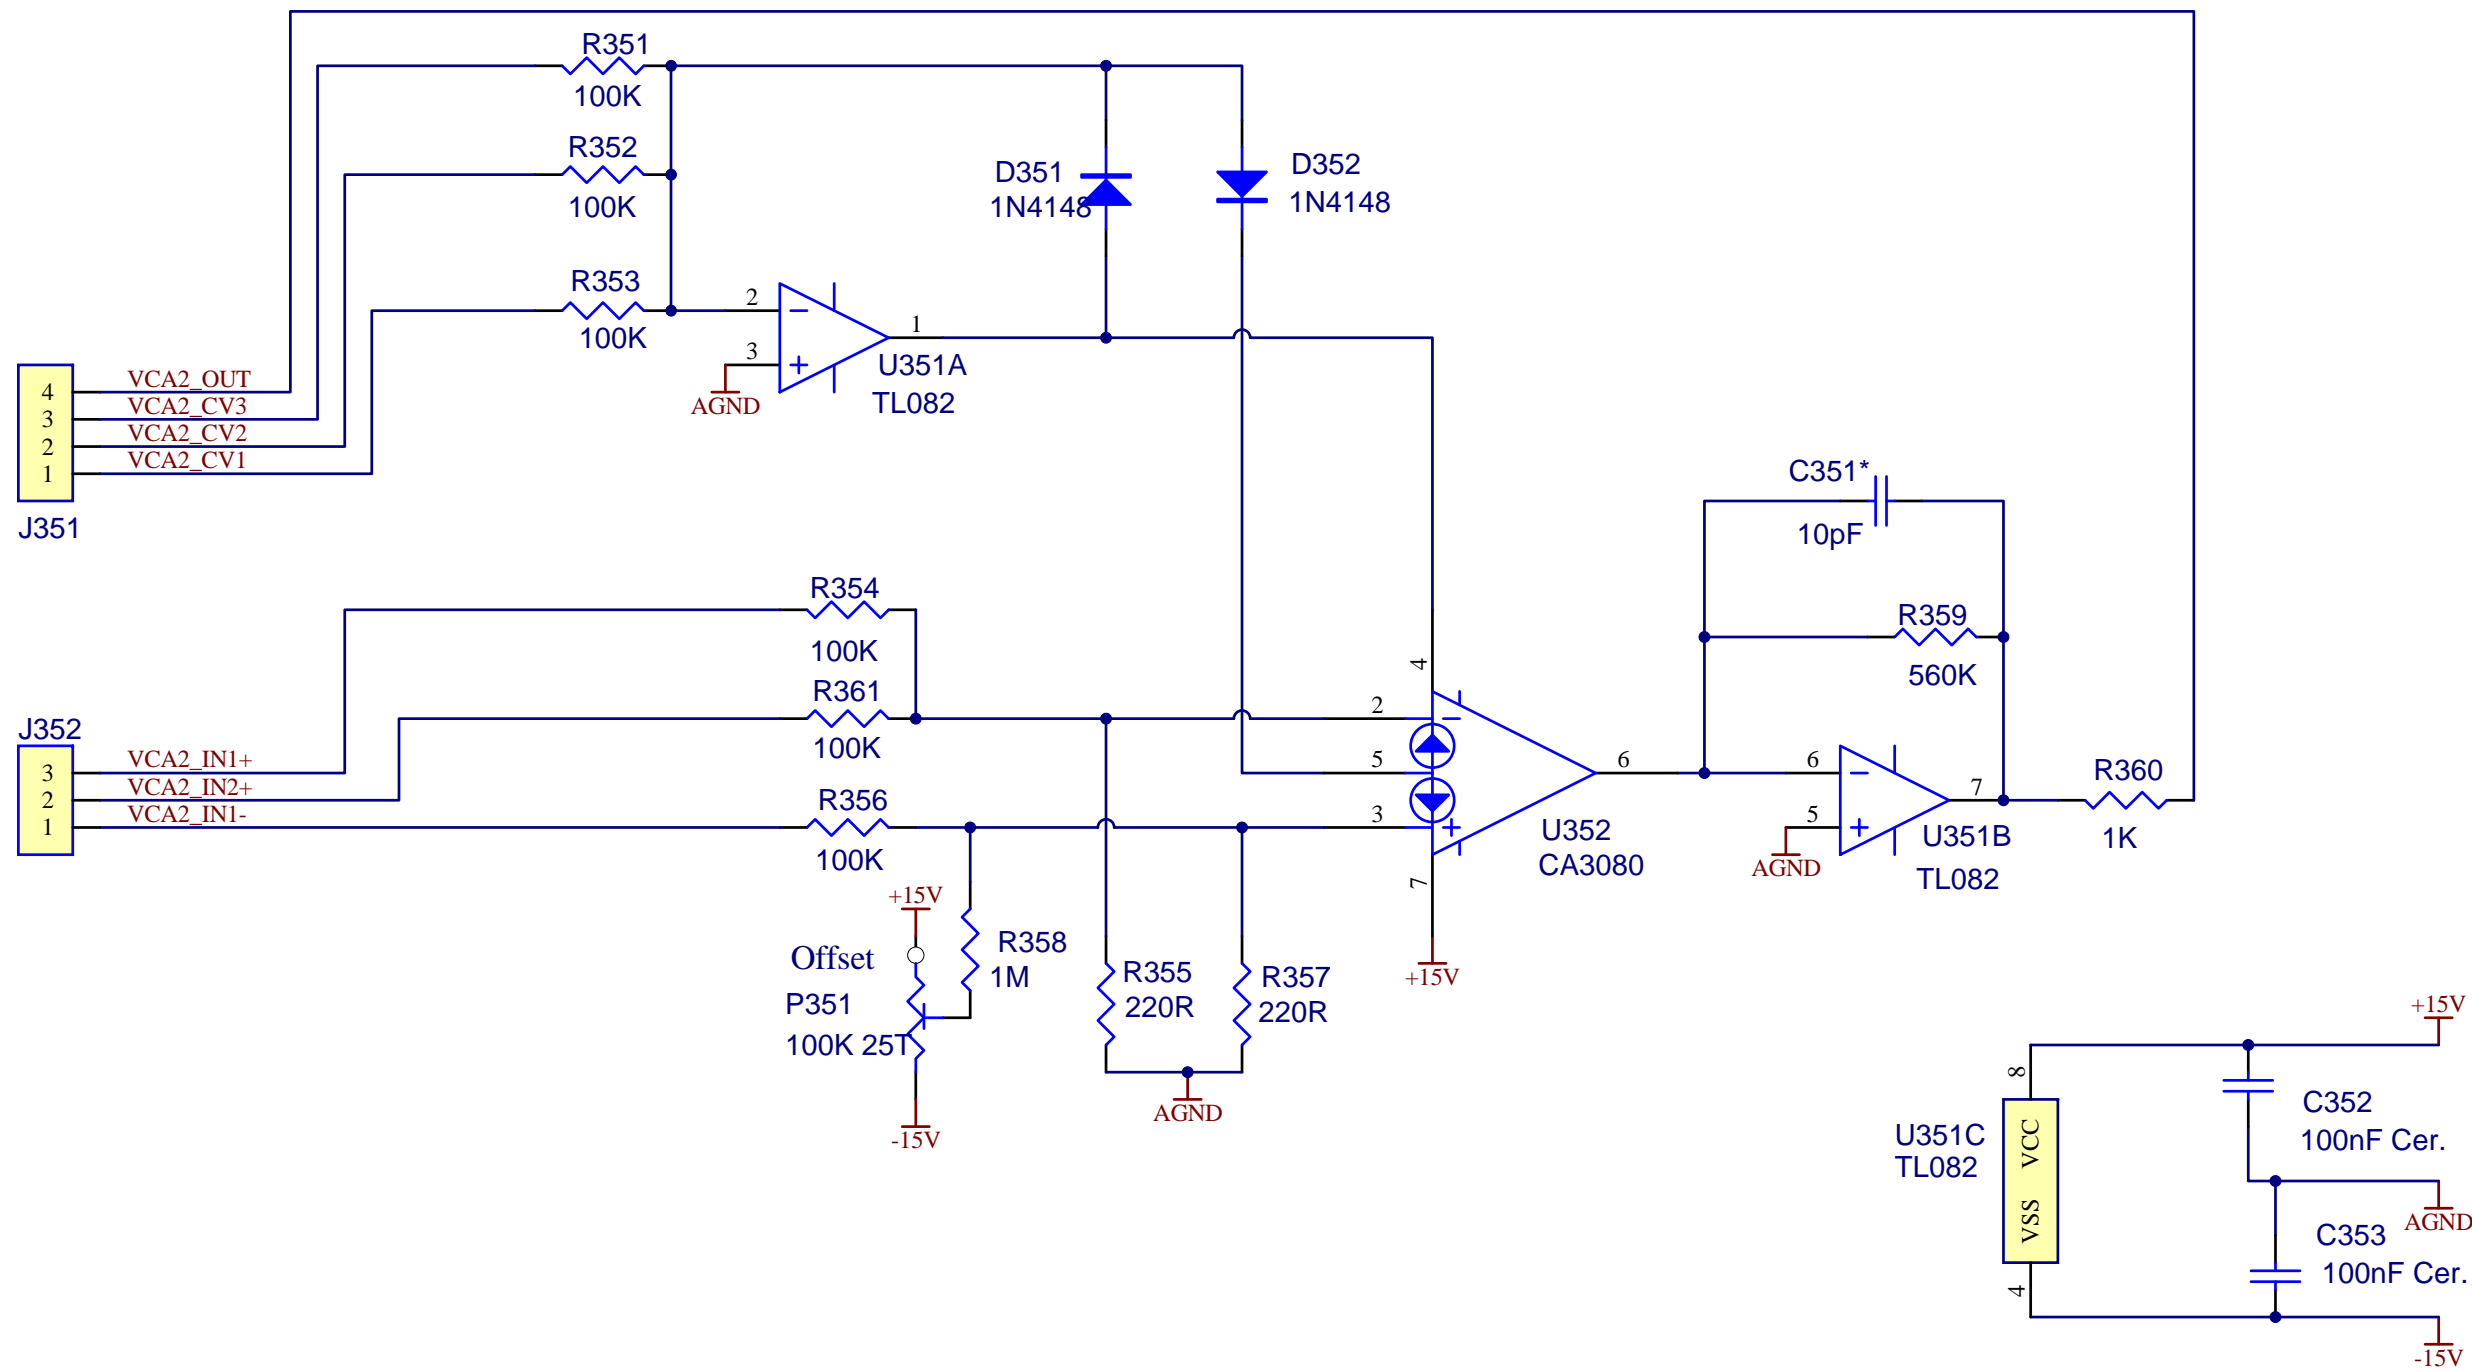 R351
100K
R352
100K
D351
1N4148
D352
1N4148
R353
100K
2
3
1
U351A
TL082
AGND
4
3
2
1
VCA2_OUT
VCA2_CV3
VCA2_CV2
VCA2_CV1
J351
C351*
10pF
R354
100K
R359
560K
R361
100K
J352
3
2
1
VCA2_IN1+
VCA2_IN2+
VCA2_IN1-
R356
100K
4
2
5
3
7
6
U352
CA3080
+15V
6
5
7
U351B
TL082
AGND
R360
1K
+15V
Offset
P351
100K 25T
-15V
R358
1M
R355
220R
R357
220R
AGND
+15V
8
U351C
TL082
VCC
VSS
4
C352
100nF Cer.
AGND
C353
100nF Cer.
-15V